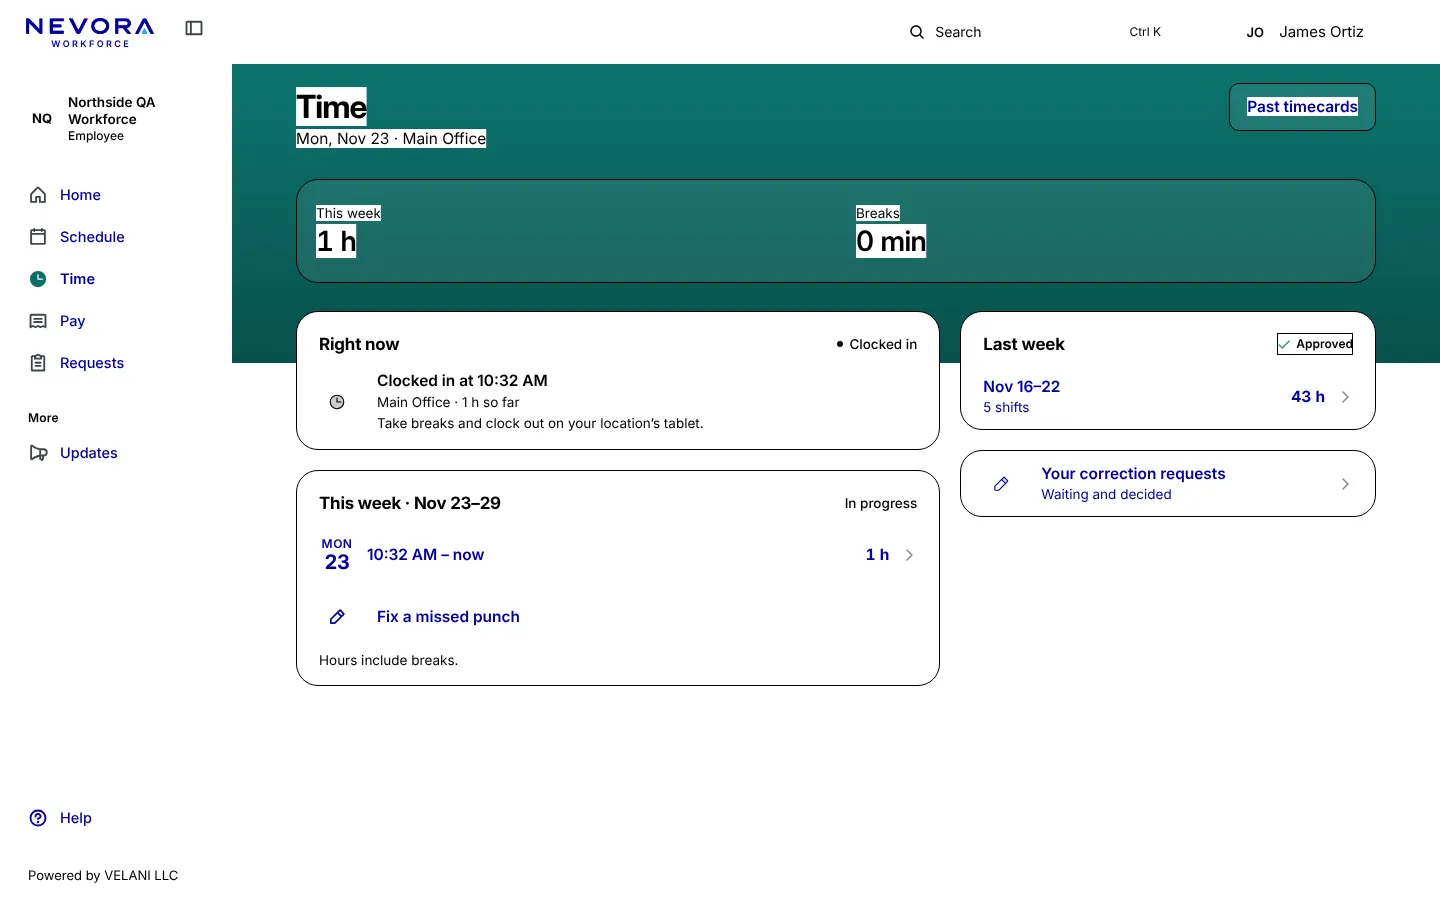 NEVORA
WORKFORCE
Search
Ctrl K
JO
James Ortiz
NQ
Northside QA
Workforce
Employee
Home
Schedule
Time
Pay
Requests
More
Updates
Help
Powered by VELANI LLC
Time
Mon, Nov 23 · Main Office
Past timecards
This week
1 h
Breaks
0 min
Right now
Clocked in
Clocked in at 10:32 AM
Main Office · 1 h so far
Take breaks and clock out on your location’s tablet.
This week · Nov 23–29
In progress
MON
23
10:32 AM – now
1 h
Fix a missed punch
Hours include breaks.
Last week
Approved
Nov 16–22
5 shifts
43 h
Your correction requests
Waiting and decided